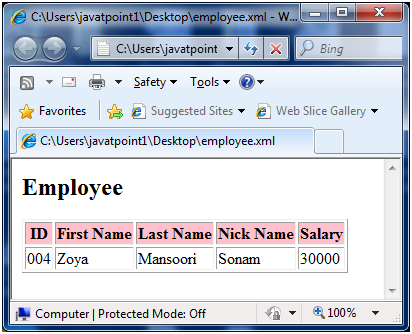 C:\Users\javatpoint1\Desktop\employee.xml - W...
C:\Users\javatpoint
Bing
Safety Tools
Favorites Suggested Sites Web Slice Gallery
C:\Users\javatpoint1\Desktop\employee.xml
Employee
ID First Name Last Name Nick Name Salary
004 Zoya Mansoori Sonam 30000
Computer | Protected Mode: Off 100%